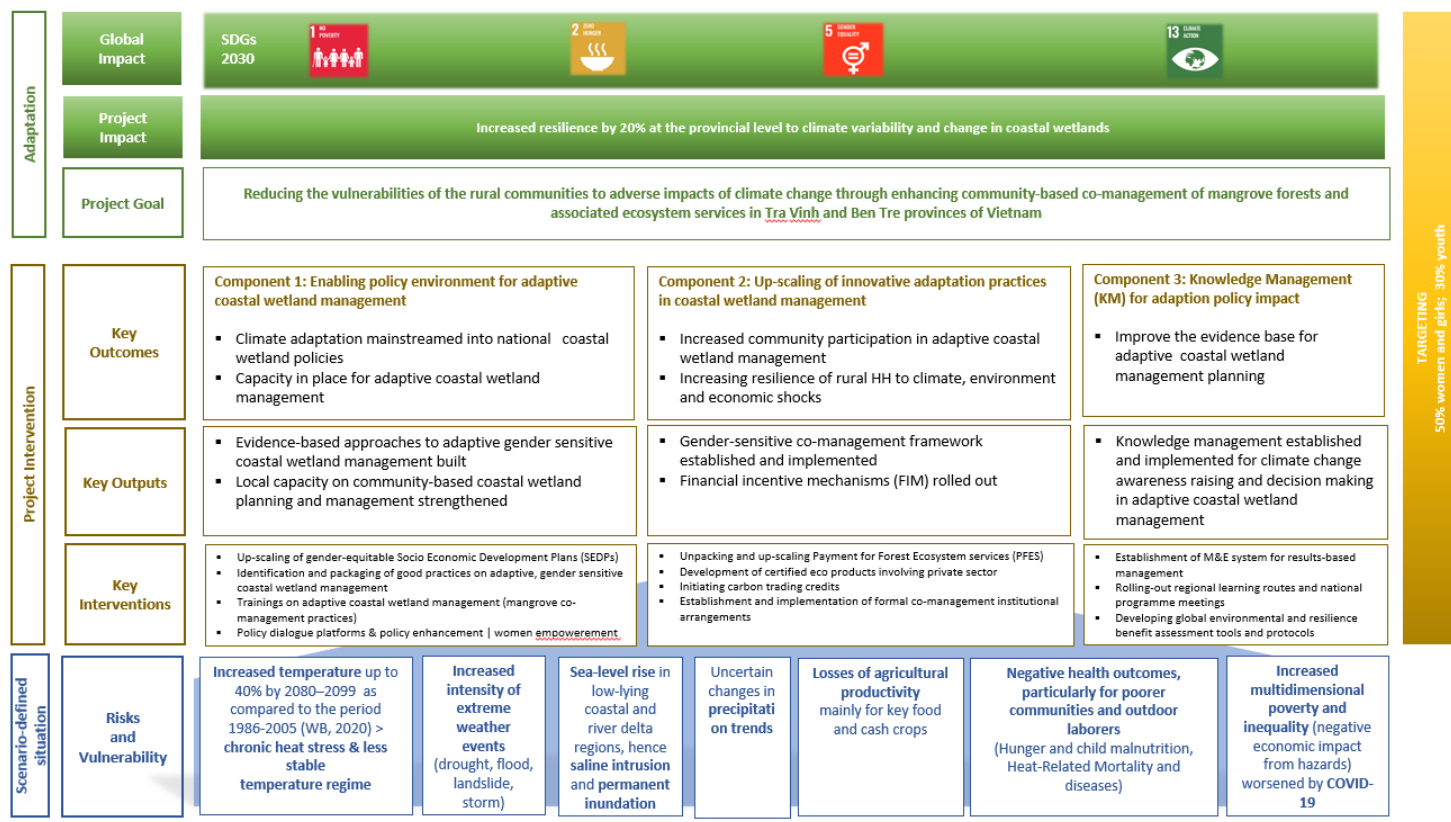 Adaptation
Global
Impact
SDGs
2030
1 NO
POVERTY
2 ZERO
HUNGER
5 GENDER
EQUALITY
13 CLIMATE
ACTION
Project
Impact
Increased resilience by 20% at the provincial level to climate variability and change in coastal wetlands
Project Goal
Reducing the vulnerabilities of the rural communities to adverse impacts of climate change through enhancing community-based co-management of mangrove forests and
associated ecosystem services in Tra Vinh and Ben Tre provinces of Vietnam
TARGETING
50% women and girls; 30% youth
Project Intervention
Key
Outcomes
Component 1: Enabling policy environment for adaptive
coastal wetland management
▪ Climate adaptation mainstreamed into national coastal
wetland policies
▪ Capacity in place for adaptive coastal wetland
management
Component 2: Up-scaling of innovative adaptation practices
in coastal wetland management
▪ Increased community participation in adaptive coastal
wetland management
▪ Increasing resilience of rural HH to climate, environment
and economic shocks
Component 3: Knowledge Management
(KM) for adaption policy impact
▪ Improve the evidence base for
adaptive coastal wetland
management planning
Key Outputs
▪ Evidence-based approaches to adaptive gender sensitive
coastal wetland management built
▪ Local capacity on community-based coastal wetland
planning and management strengthened
▪ Gender-sensitive co-management framework
established and implemented
▪ Financial incentive mechanisms (FIM) rolled out
▪ Knowledge management established
and implemented for climate change
awareness raising and decision making
in adaptive coastal wetland
management
Key
Interventions
▪ Up-scaling of gender-equitable Socio Economic Development Plans (SEDPs)
▪ Identification and packaging of good practices on adaptive, gender sensitive
coastal wetland management
▪ Trainings on adaptive coastal wetland management (mangrove co-
management practices)
▪ Policy dialogue platforms & policy enhancement | women empowerement
▪ Unpacking and up-scaling Payment for Forest Ecosystem services (PFES)
▪ Development of certified eco products involving private sector
▪ Initiating carbon trading credits
▪ Establishment and implementation of formal co-management institutional
arrangements
▪ Establishment of M&E system for results-based
management
▪ Rolling-out regional learning routes and national
programme meetings
▪ Developing global environmental and resilience
benefit assessment tools and protocols
Scenario-defined
situation
Risks
and
Vulnerability
Increased temperature up to
40% by 2080–2099 as
compared to the period
1986-2005 (WB, 2020) >
chronic heat stress & less
stable
temperature regime
Increased
intensity of
extreme
weather
events
(drought, flood,
landslide,
storm)
Sea-level rise in
low-lying
coastal and
river delta
regions, hence
saline intrusion
and permanent
inundation
Uncertain
changes in
precipitati
on trends
Losses of agricultural
productivity
mainly for key food
and cash crops
Negative health outcomes,
particularly for poorer
communities and outdoor
laborers
(Hunger and child malnutrition,
Heat-Related Mortality and
diseases)
Increased
multidimensional
poverty and
inequality (negative
economic impact
from hazards)
worsened by COVID-
19